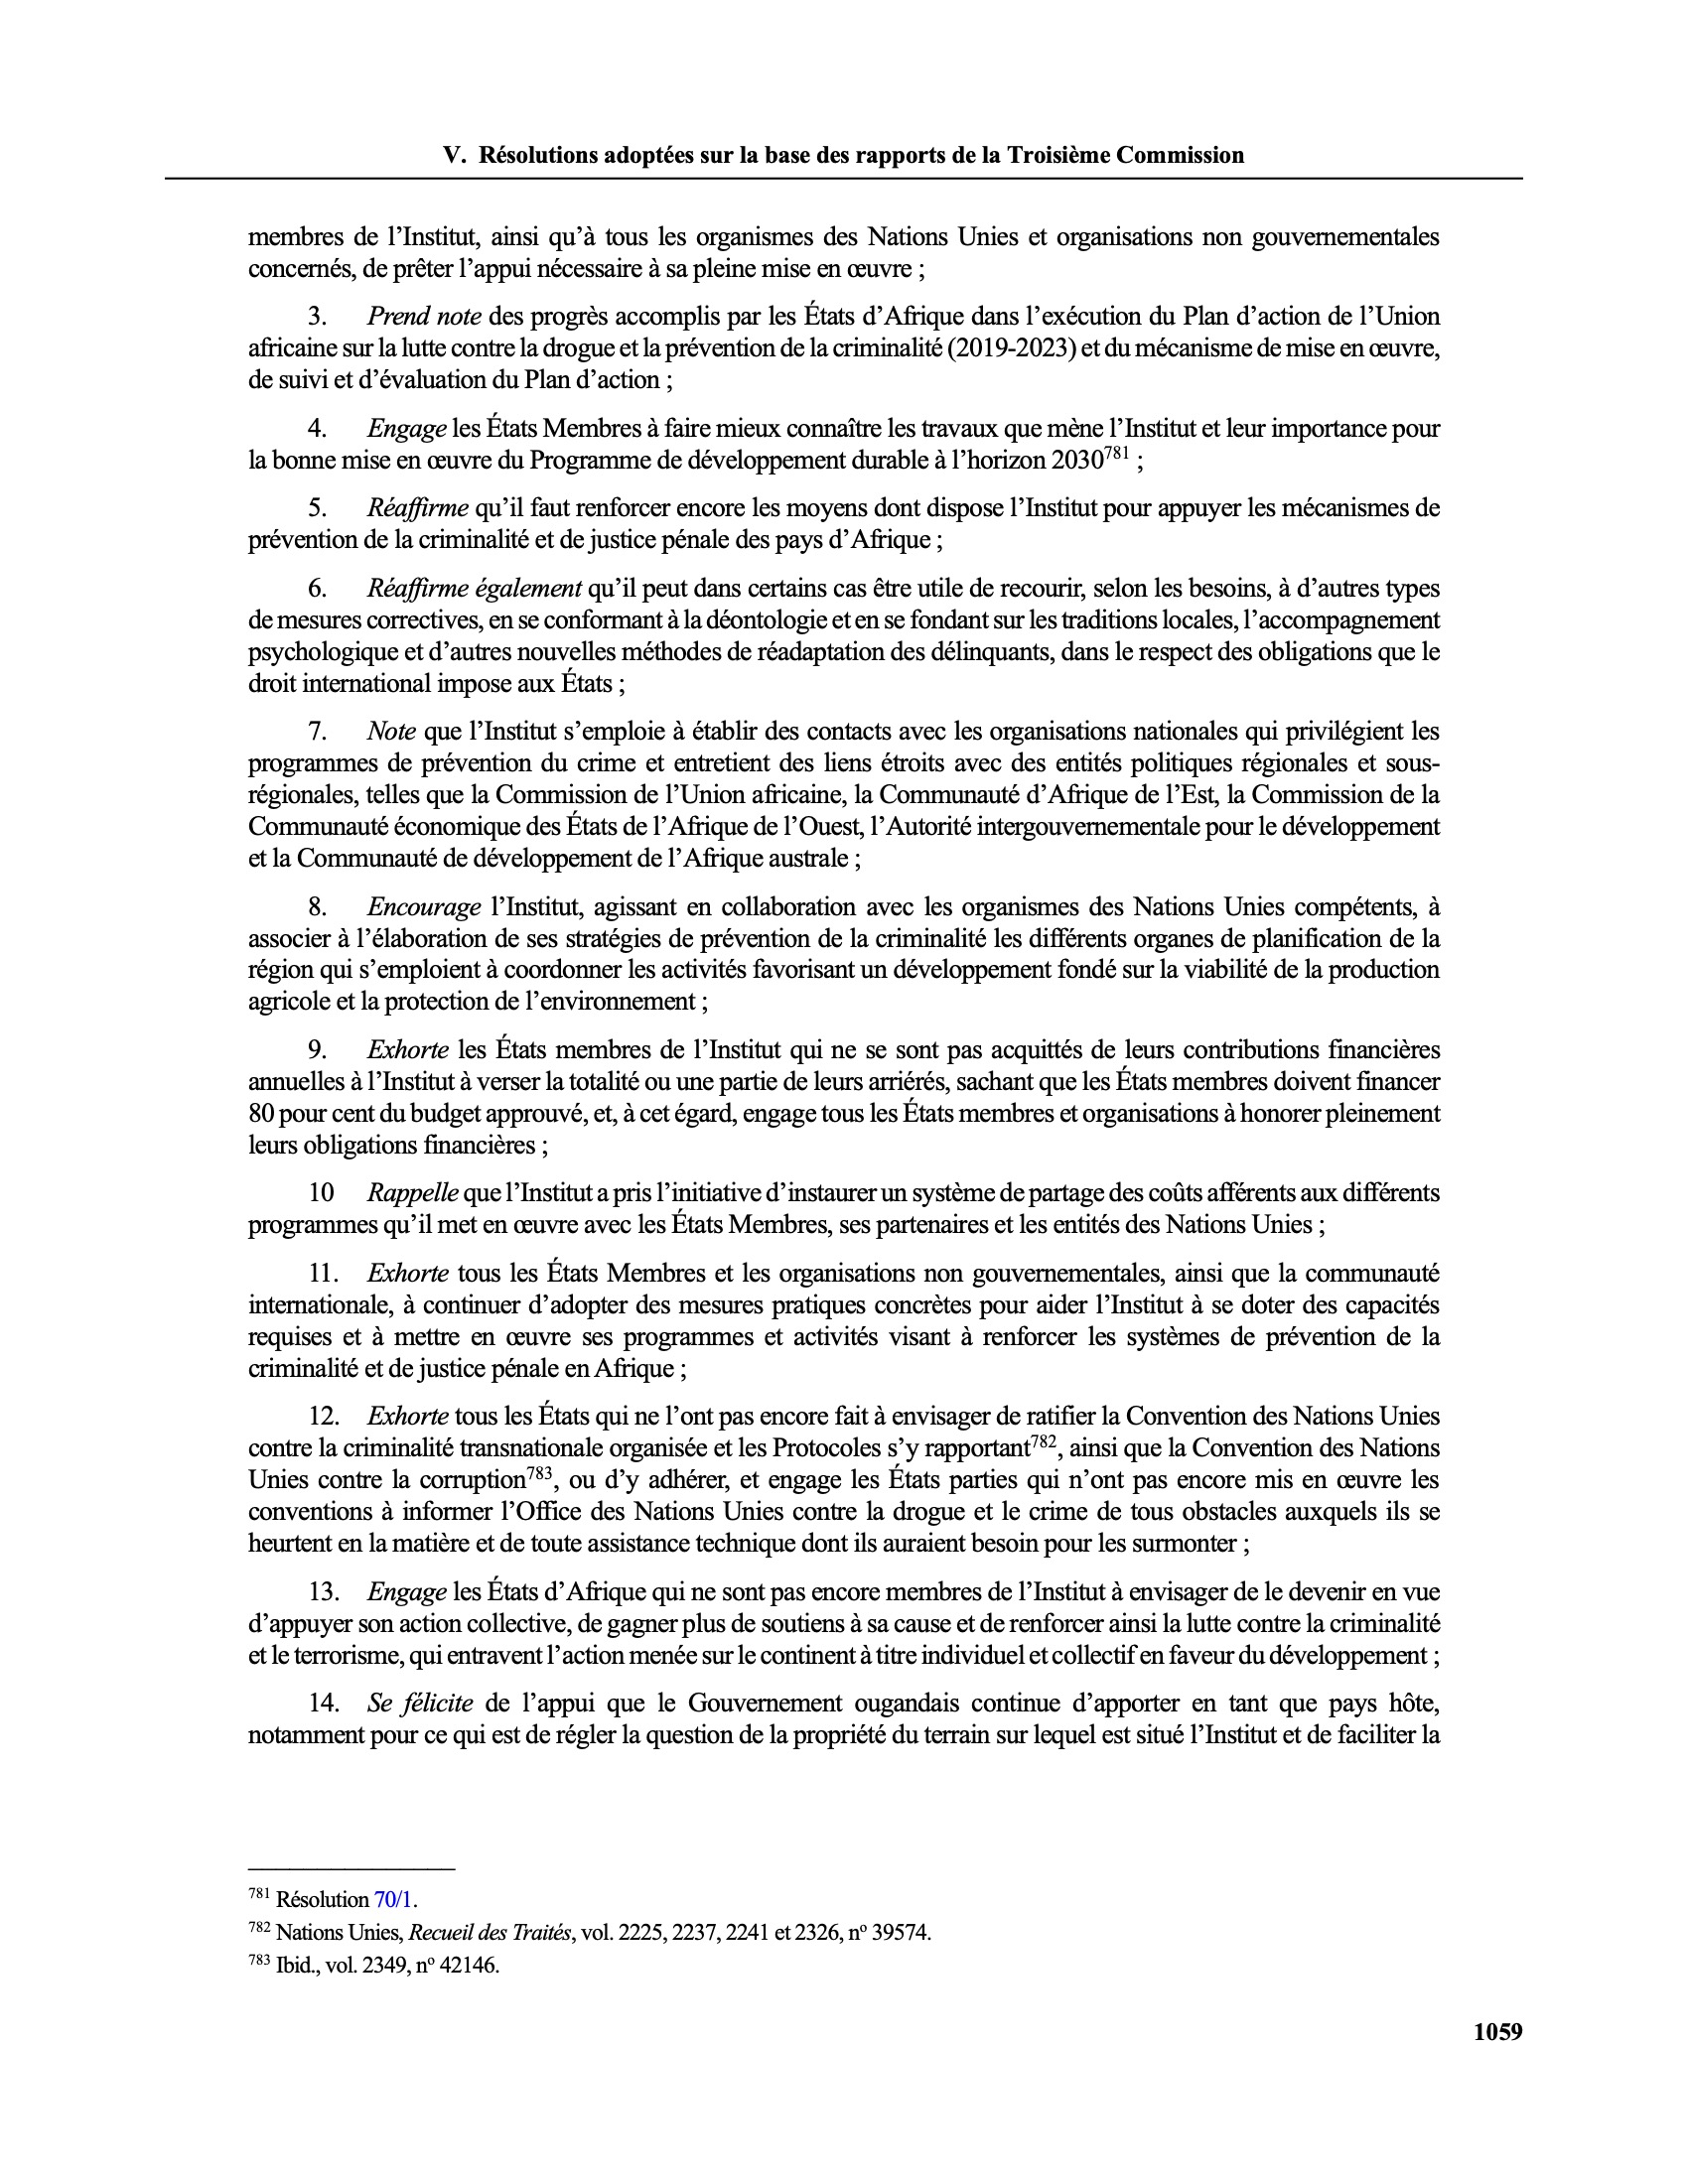 V. Résolutions adoptées sur la base des rapports de la Troisième Commission
membres de l’Institut, ainsi qu’à tous les organismes des Nations Unies et organisations non gouvernementales
concernés, de prêter l’appui nécessaire à sa pleine mise en œuvre ;
3. Prend note des progrès accomplis par les États d’Afrique dans l’exécution du Plan d’action de l’Union
africaine sur la lutte contre la drogue et la prévention de la criminalité (2019-2023) et du mécanisme de mise en œuvre,
de suivi et d’évaluation du Plan d’action ;
4. Engage les États Membres à faire mieux connaître les travaux que mène l’Institut et leur importance pour
la bonne mise en œuvre du Programme de développement durable à l’horizon 2030781 ;
5. Réaffirme qu’il faut renforcer encore les moyens dont dispose l’Institut pour appuyer les mécanismes de
prévention de la criminalité et de justice pénale des pays d’Afrique ;
6. Réaffirme également qu’il peut dans certains cas être utile de recourir, selon les besoins, à d’autres types
de mesures correctives, en se conformant à la déontologie et en se fondant sur les traditions locales, l’accompagnement
psychologique et d’autres nouvelles méthodes de réadaptation des délinquants, dans le respect des obligations que le
droit international impose aux États ;
7. Note que l’Institut s’emploie à établir des contacts avec les organisations nationales qui privilégient les
programmes de prévention du crime et entretient des liens étroits avec des entités politiques régionales et sous-
régionales, telles que la Commission de l’Union africaine, la Communauté d’Afrique de l’Est, la Commission de la
Communauté économique des États de l’Afrique de l’Ouest, l’Autorité intergouvernementale pour le développement
et la Communauté de développement de l’Afrique australe ;
8. Encourage l’Institut, agissant en collaboration avec les organismes des Nations Unies compétents, à
associer à l’élaboration de ses stratégies de prévention de la criminalité les différents organes de planification de la
région qui s’emploient à coordonner les activités favorisant un développement fondé sur la viabilité de la production
agricole et la protection de l’environnement ;
9. Exhorte les États membres de l’Institut qui ne se sont pas acquittés de leurs contributions financières
annuelles à l’Institut à verser la totalité ou une partie de leurs arriérés, sachant que les États membres doivent financer
80 pour cent du budget approuvé, et, à cet égard, engage tous les États membres et organisations à honorer pleinement
leurs obligations financières ;
10 Rappelle que l’Institut a pris l’initiative d’instaurer un système de partage des coûts afférents aux différents
programmes qu’il met en œuvre avec les États Membres, ses partenaires et les entités des Nations Unies ;
11. Exhorte tous les États Membres et les organisations non gouvernementales, ainsi que la communauté
internationale, à continuer d’adopter des mesures pratiques concrètes pour aider l’Institut à se doter des capacités
requises et à mettre en œuvre ses programmes et activités visant à renforcer les systèmes de prévention de la
criminalité et de justice pénale en Afrique ;
12. Exhorte tous les États qui ne l’ont pas encore fait à envisager de ratifier la Convention des Nations Unies
contre la criminalité transnationale organisée et les Protocoles s’y rapportant782, ainsi que la Convention des Nations
Unies contre la corruption783, ou d’y adhérer, et engage les États parties qui n’ont pas encore mis en œuvre les
conventions à informer l’Office des Nations Unies contre la drogue et le crime de tous obstacles auxquels ils se
heurtent en la matière et de toute assistance technique dont ils auraient besoin pour les surmonter ;
13. Engage les États d’Afrique qui ne sont pas encore membres de l’Institut à envisager de le devenir en vue
d’appuyer son action collective, de gagner plus de soutiens à sa cause et de renforcer ainsi la lutte contre la criminalité
et le terrorisme, qui entravent l’action menée sur le continent à titre individuel et collectif en faveur du développement ;
14. Se félicite de l’appui que le Gouvernement ougandais continue d’apporter en tant que pays hôte,
notamment pour ce qui est de régler la question de la propriété du terrain sur lequel est situé l’Institut et de faciliter la
781 Résolution 70/1.
782 Nations Unies, Recueil des Traités, vol. 2225, 2237, 2241 et 2326, nº 39574.
783 Ibid., vol. 2349, nº 42146.
1059